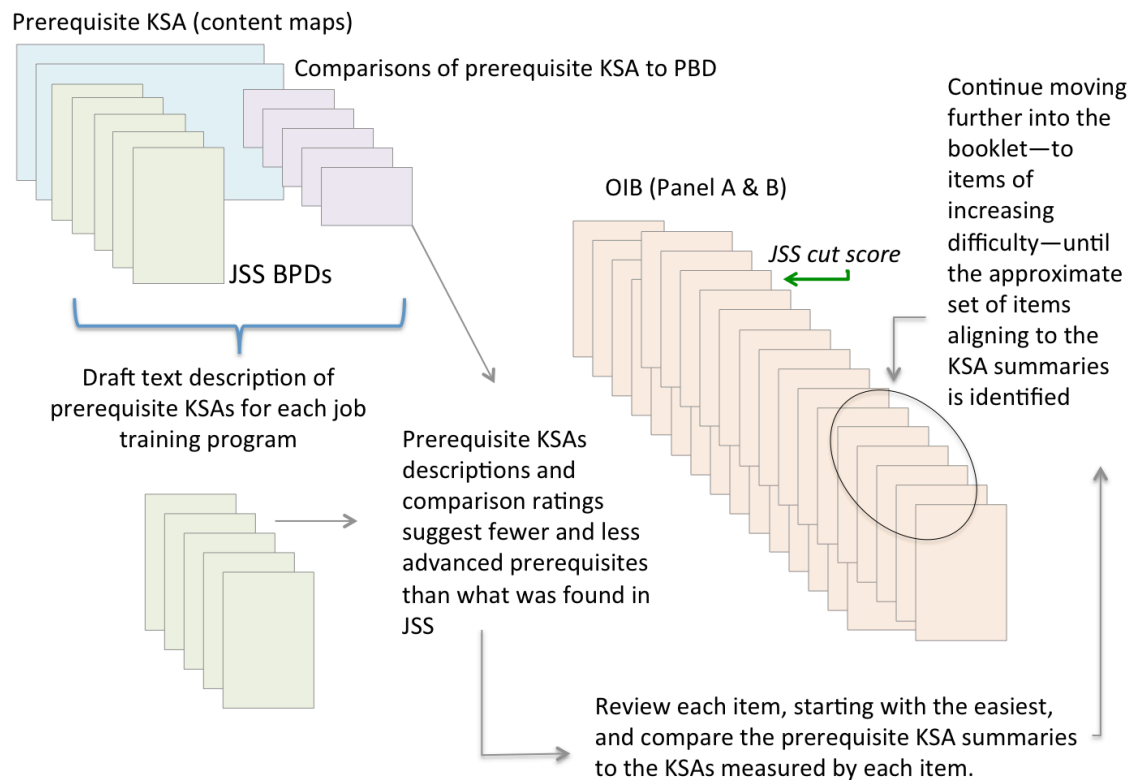 Prerequisite KSA (content maps)
Comparisons of prerequisite KSA to PBD
JSS BPDs
Draft text description of
prerequisite KSAs for each job
training program
Prerequisite KSAs
descriptions and
comparison ratings
suggest fewer and less
advanced prerequisites
than what was found in
JSS
OIB (Panel A & B)
JSS cut score
Review each item, starting with the easiest,
and compare the prerequisite KSA summaries
to the KSAs measured by each item.
Continue moving
further into the
booklet—to
items of
increasing
difficulty—until
the approximate
set of items
aligning to the
KSA summaries
is identified